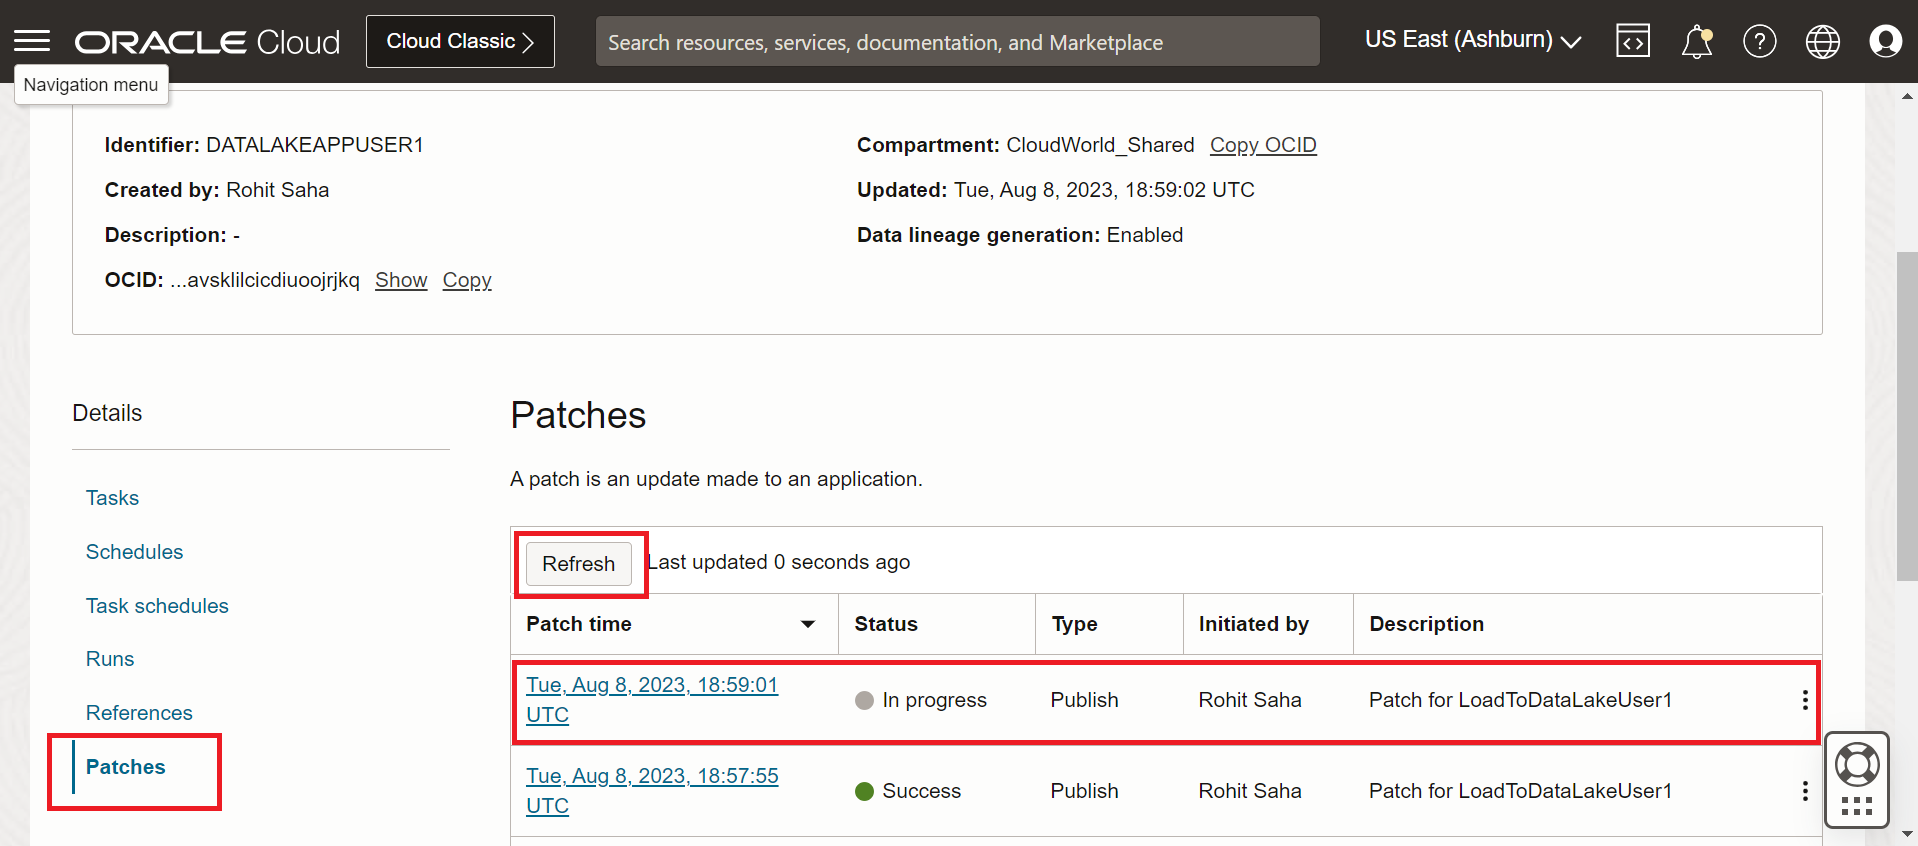 ORACLE Cloud
Cloud Classic
Search resources, services, documentation, and Marketplace
US East (Ashburn)
Navigation menu
Identifier: DATALAKEAPPUSER1
Compartment: CloudWorld_Shared Copy OCID
Created by: Rohit Saha
Updated: Tue, Aug 8, 2023, 18:59:02 UTC
Description: -
Data lineage generation: Enabled
OCID: ...avsklilcicdiuoojrjkq Show Copy
Details
Tasks
Schedules
Task schedules
Runs
References
Patches
Patches
A patch is an update made to an application.
Refresh Last updated 0 seconds ago
Patch time Status Type Initiated by Description
Tue, Aug 8, 2023, 18:59:01
UTC
In progress Publish Rohit Saha Patch for LoadToDataLakeUser1
Tue, Aug 8, 2023, 18:57:55
UTC
Success Publish Rohit Saha Patch for LoadToDataLakeUser1